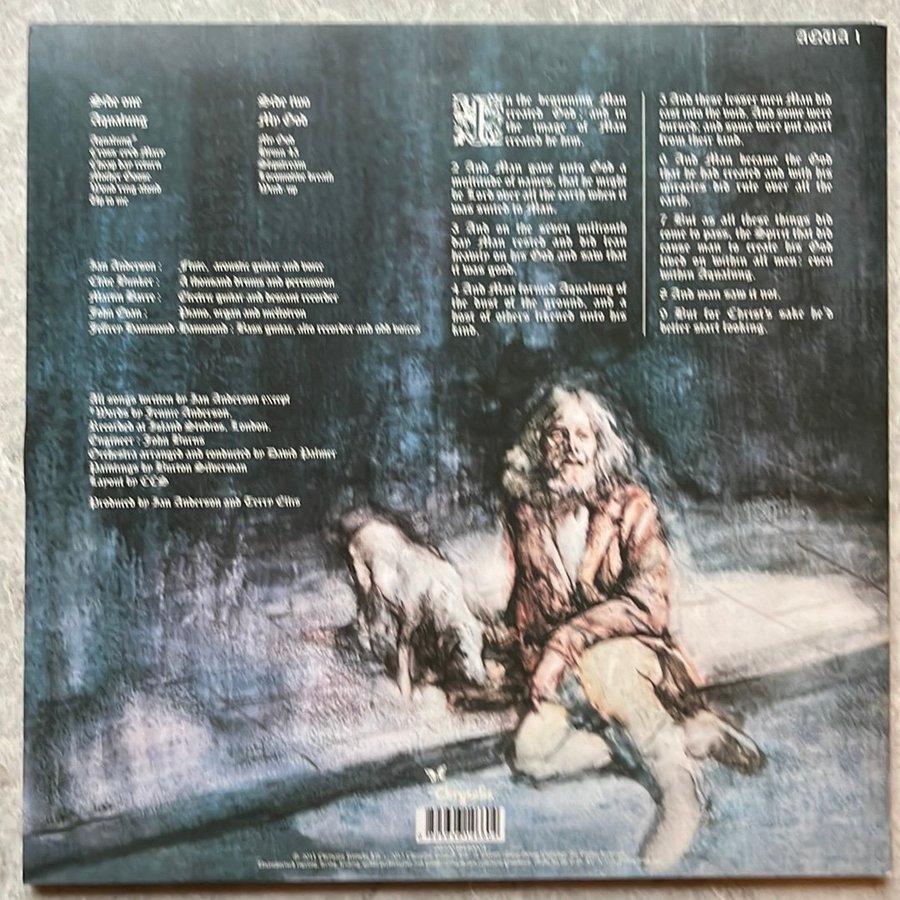 AQUA 1
Side one
Aqualung
Aqualung*
Cross eyed Mary
Cheap day return
Mother Goose
Wond'ring aloud
Up to me
Side two
My God
My God
Hymn 43
Slipstream
Locomotive breath
Wind up
Ian Anderson : Flute, acoustic guitar and voice
Clive Bunker : A thousand drums and percussion
Martin Barre : Electric guitar and descant recorder
John Evan : Piano, organ and mellotron
Jeffrey Hammond-Hammond : Bass guitar, alto recorder and odd voices
All songs written by Ian Anderson except
*Words by Jennie Anderson.
Recorded at Island Studios, London.
Engineer : John Burns
Orchestra arranged and conducted by David Palmer
Paintings by Burton Silverman
Layout by CCS
Produced by Ian Anderson and Terry Ellis
In the beginning Man
created God ; and in
the image of Man
created he him.
2 And Man gave unto God a
multitude of names, that he might
be Lord over all the earth when it
was suited to Man.
3 And on the seven millionth
day Man rested and did lean
heavily on his God and saw that
it was good.
4 And Man formed Aqualung of
the dust of the ground, and a
host of others likened unto his
kind.
5 And these lesser men Man did
cast into the void. And some were
burned; and some were put apart
from their kind.
6 And Man became the God
that he had created and with his
miracles did rule over all the
earth.
7 But as all these things did
come to pass, the Spirit that did
cause man to create his God
lived on within all men : even
within Aqualung.
8 And man saw it not.
9 But for Christ's sake he'd
better start looking.
Chrysalis